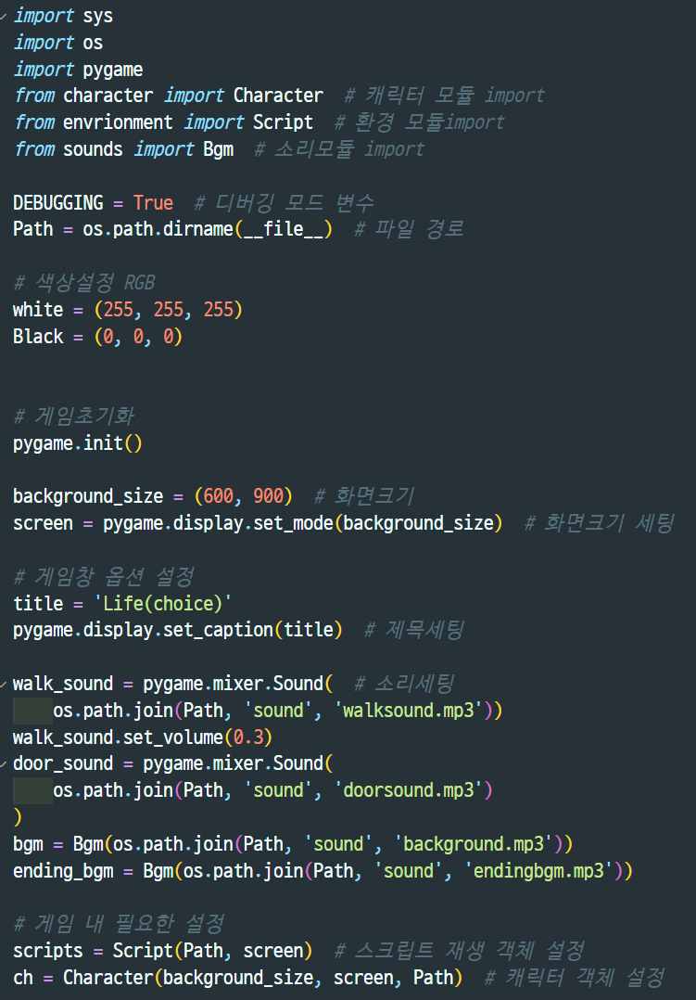 import sys
import os
import pygame
from character import Character  # 캐릭터 모듈 import
from envrionment import Script  # 환경 모듈import
from sounds import Bgm  # 소리모듈 import
DEBUGGING = True  # 디버깅 모드 변수
Path = os.path.dirname(__file__)  # 파일 경로
# 색상설정 RGB
white = (255, 255, 255)
Black = (0, 0, 0)
# 게임초기화
pygame.init()
background_size = (600, 900)  # 화면크기
screen = pygame.display.set_mode(background_size)  # 화면크기 세팅
# 게임창 옵션 설정
title = 'Life(choice)'
pygame.display.set_caption(title)  # 제목세팅
walk_sound = pygame.mixer.Sound(  # 소리세팅
    os.path.join(Path, 'sound', 'walksound.mp3'))
walk_sound.set_volume(0.3)
door_sound = pygame.mixer.Sound(
    os.path.join(Path, 'sound', 'doorsound.mp3')
)
bgm = Bgm(os.path.join(Path, 'sound', 'background.mp3'))
ending_bgm = Bgm(os.path.join(Path, 'sound', 'endingbgm.mp3'))
# 게임 내 필요한 설정
scripts = Script(Path, screen)  # 스크립트 재생 객체 설정
ch = Character(background_size, screen, Path)  # 캐릭터 객체 설정